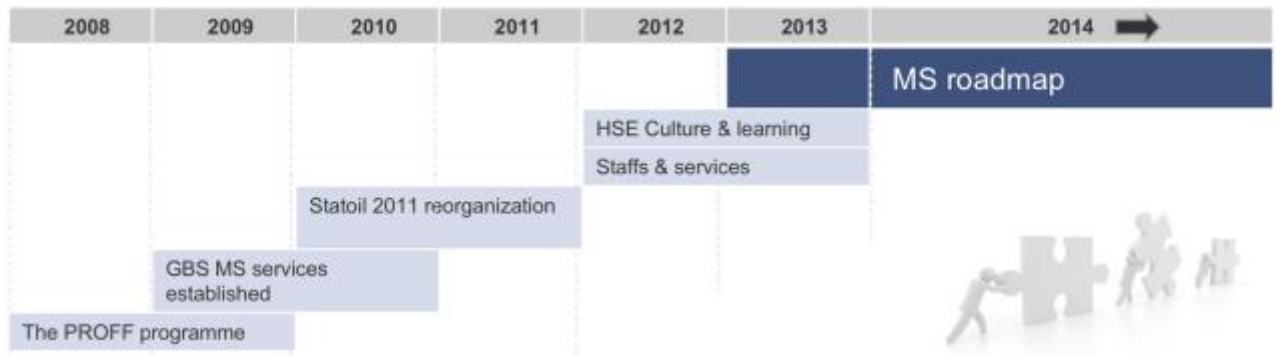 2008 2009 2010 2011 2012 2013 2014
MS roadmap
HSE Culture & learning
Staffs & services
Statoil 2011 reorganization
GBS MS services
established
The PROFF programme